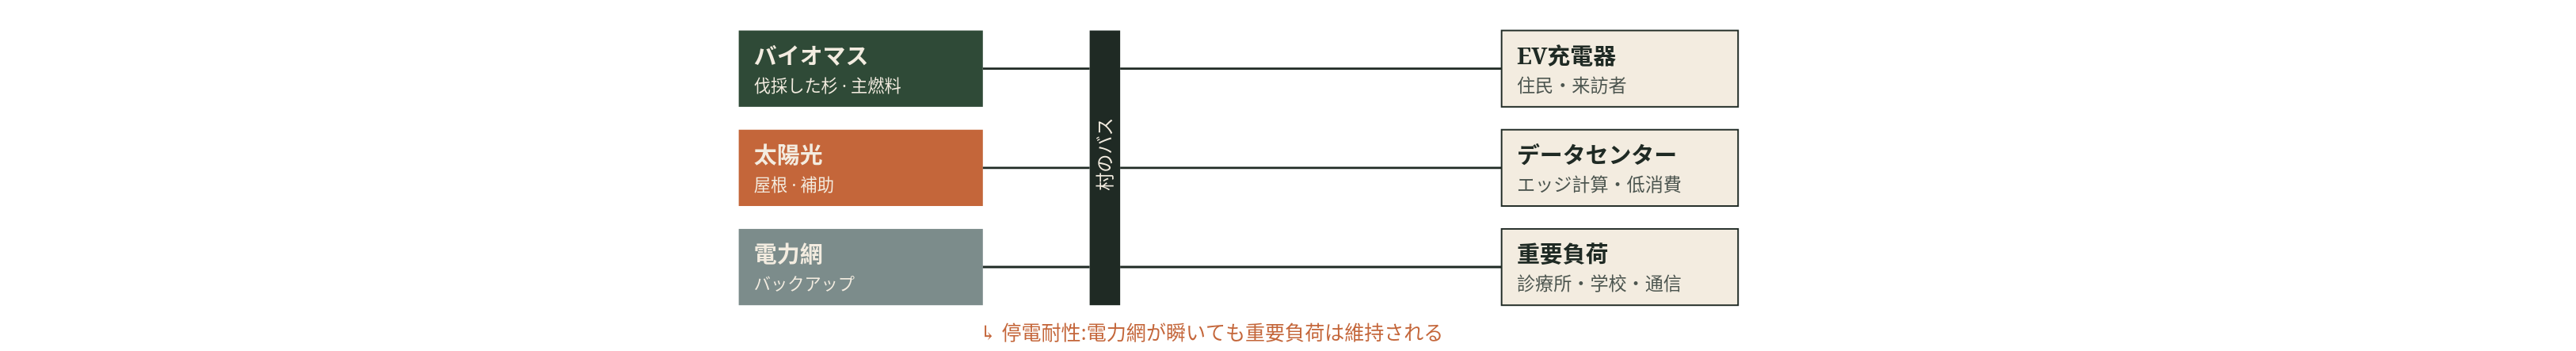 バイオマス
伐採した杉 · 主燃料
太陽光
屋根 · 補助
電力網
バックアップ
村のバス
EV充電器
住民・来訪者
データセンター
エッジ計算・低消費
重要負荷
診療所・学校・通信
↳ 停電耐性:電力網が瞬いても重要負荷は維持される